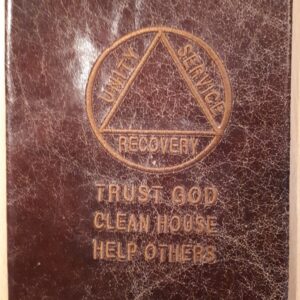 UNITY
SERVICE
RECOVERY
TRUST GOD
CLEAN HOUSE
HELP OTHERS